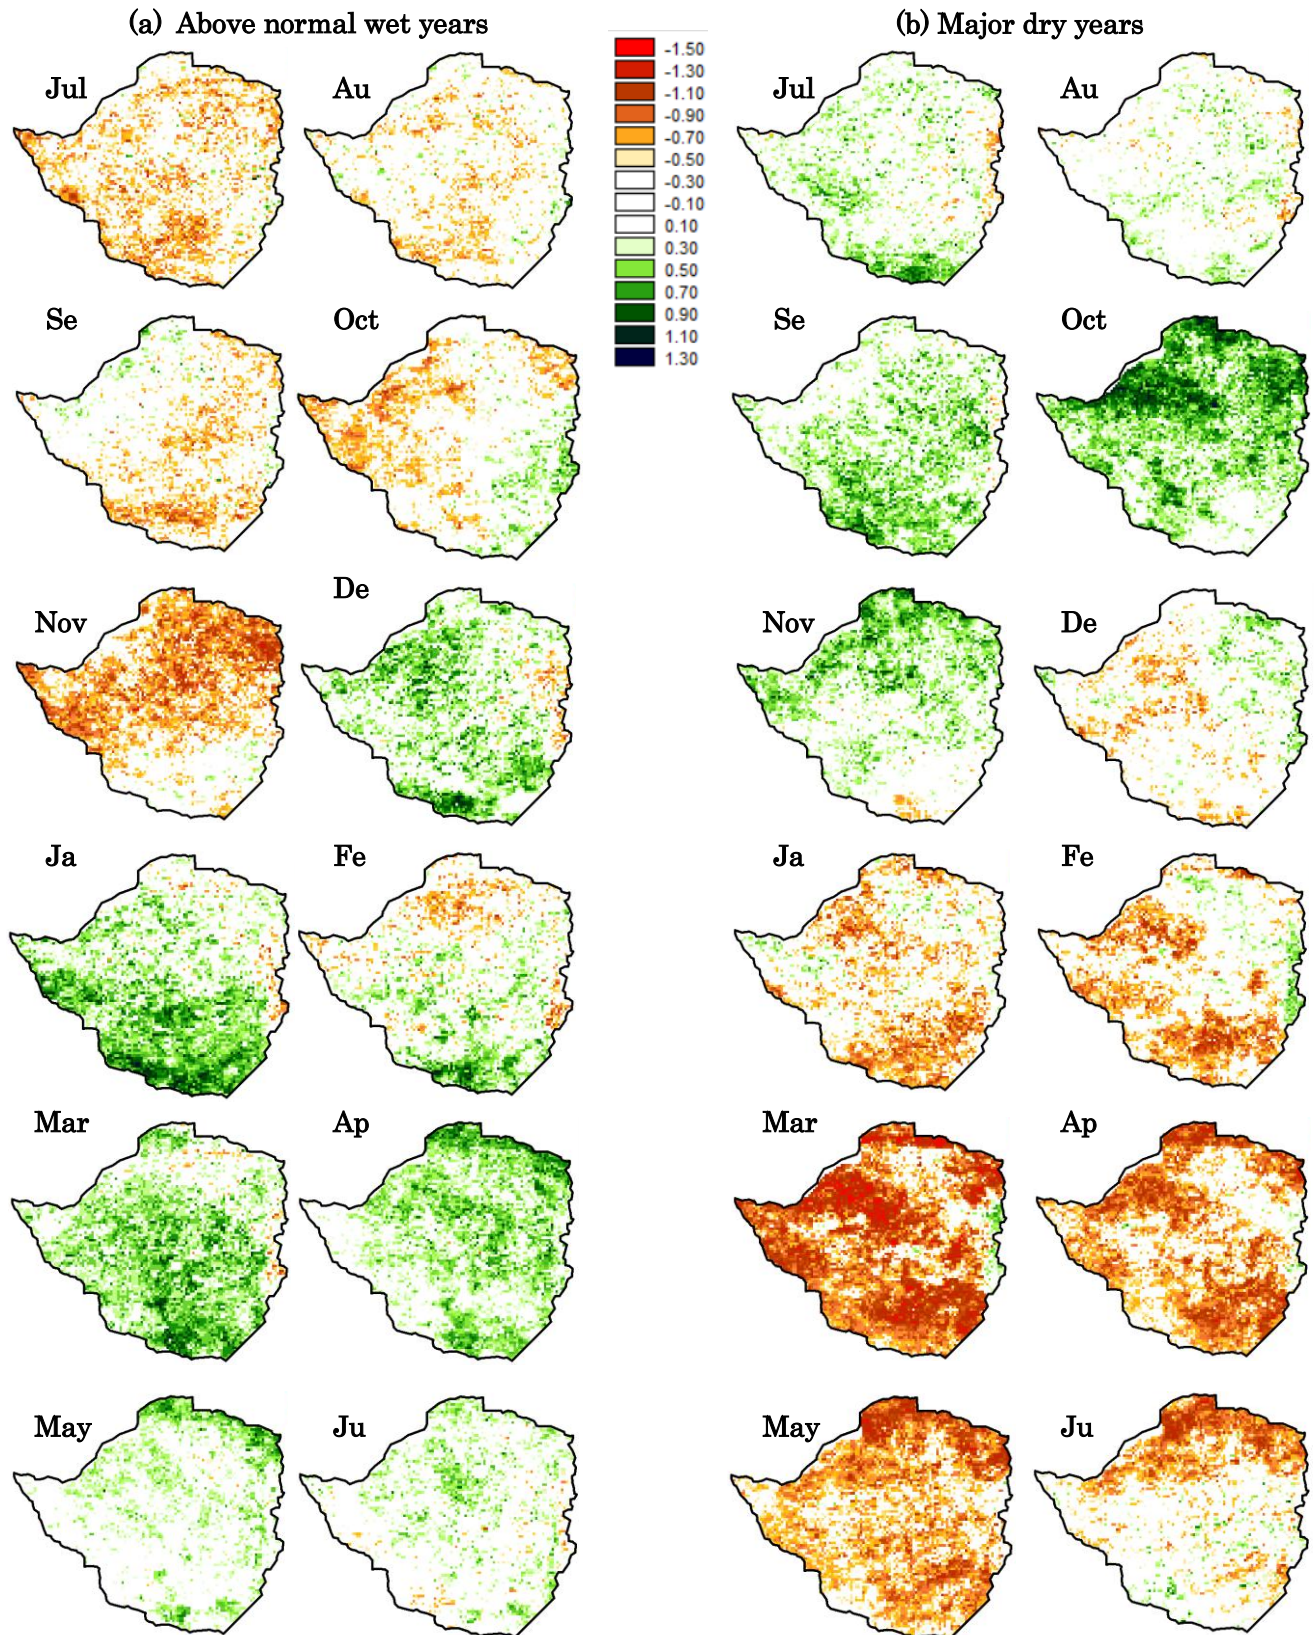 (a) Above normal wet years
(b) Major dry years
-1.50
-1.30
-1.10
-0.90
-0.70
-0.50
-0.30
-0.10
0.10
0.30
0.50
0.70
0.90
1.10
1.30
Jul
Au
Jul
Au
Se
Oct
Se
Oct
Nov
De
Nov
De
Ja
Fe
Ja
Fe
Mar
Ap
Mar
Ap
May
Ju
May
Ju